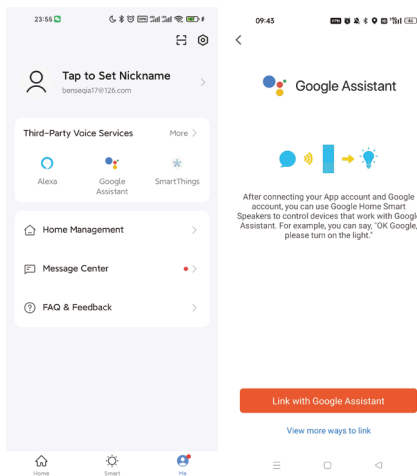 23:55
Tap to Set Nickname
benseqia17@126.com
Third-Party Voice Services
More >
Alexa
Google
Assistant
SmartThings
Home Management
Message Center
FAQ & Feedback
Home
Smart
Me
09:43
Google Assistant
After connecting your App account and Google
account, you can use Google Home Smart
Speakers to control devices that work with Google
Assistant. For example, you can say, "OK Google,
please turn on the light."
Link with Google Assistant
View more ways to link